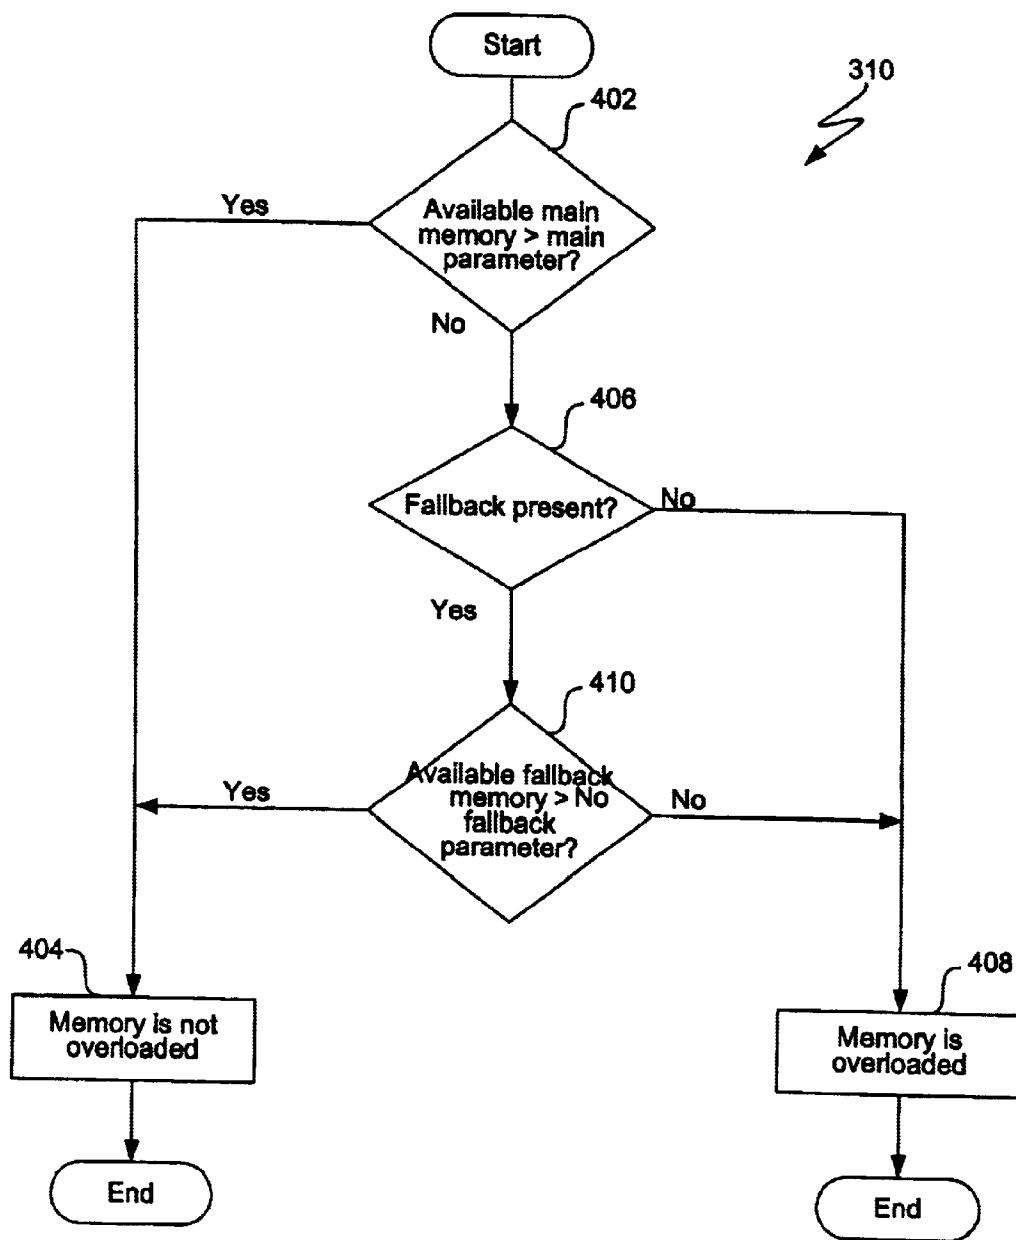 Start
310
402
Yes
Available main
memory > main
parameter?
No
406
Fallback present?
No
Yes
410
Available fallback
memory > No
fallback
parameter?
Yes
No
404
Memory is not
overloaded
408
Memory is
overloaded
End
End